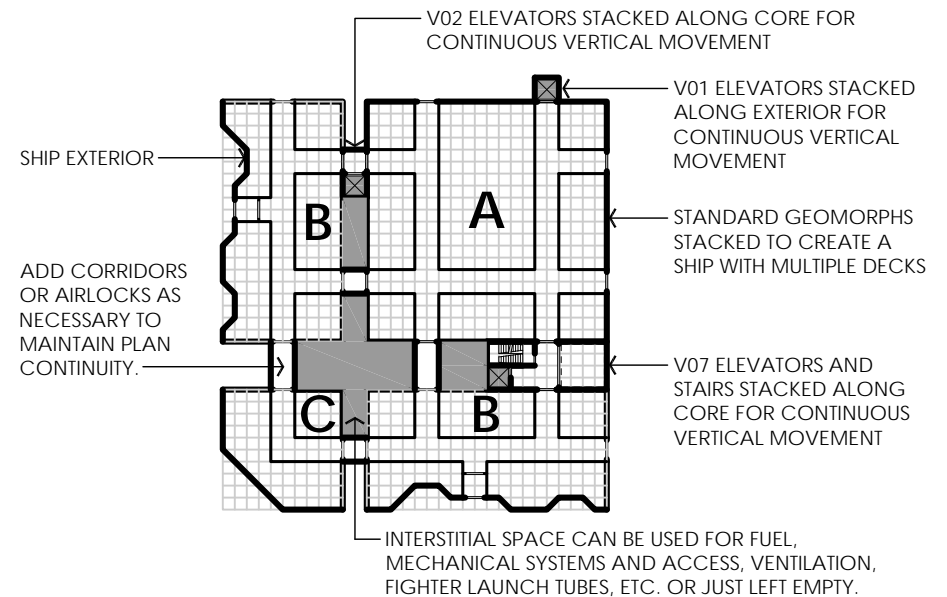 V02 ELEVATORS STACKED ALONG CORE FOR
CONTINUOUS VERTICAL MOVEMENT
V01 ELEVATORS STACKED
ALONG EXTERIOR FOR
CONTINUOUS VERTICAL
MOVEMENT
SHIP EXTERIOR
B
A
STANDARD GEOMORPHS
STACKED TO CREATE A
SHIP WITH MULTIPLE DECKS
ADD CORRIDORS
OR AIRLOCKS AS
NECESSARY TO
MAINTAIN PLAN
CONTINUITY.
V07 ELEVATORS AND
STAIRS STACKED ALONG
CORE FOR CONTINUOUS
VERTICAL MOVEMENT
C
B
INTERSTITIAL SPACE CAN BE USED FOR FUEL,
MECHANICAL SYSTEMS AND ACCESS, VENTILATION,
FIGHTER LAUNCH TUBES, ETC. OR JUST LEFT EMPTY.